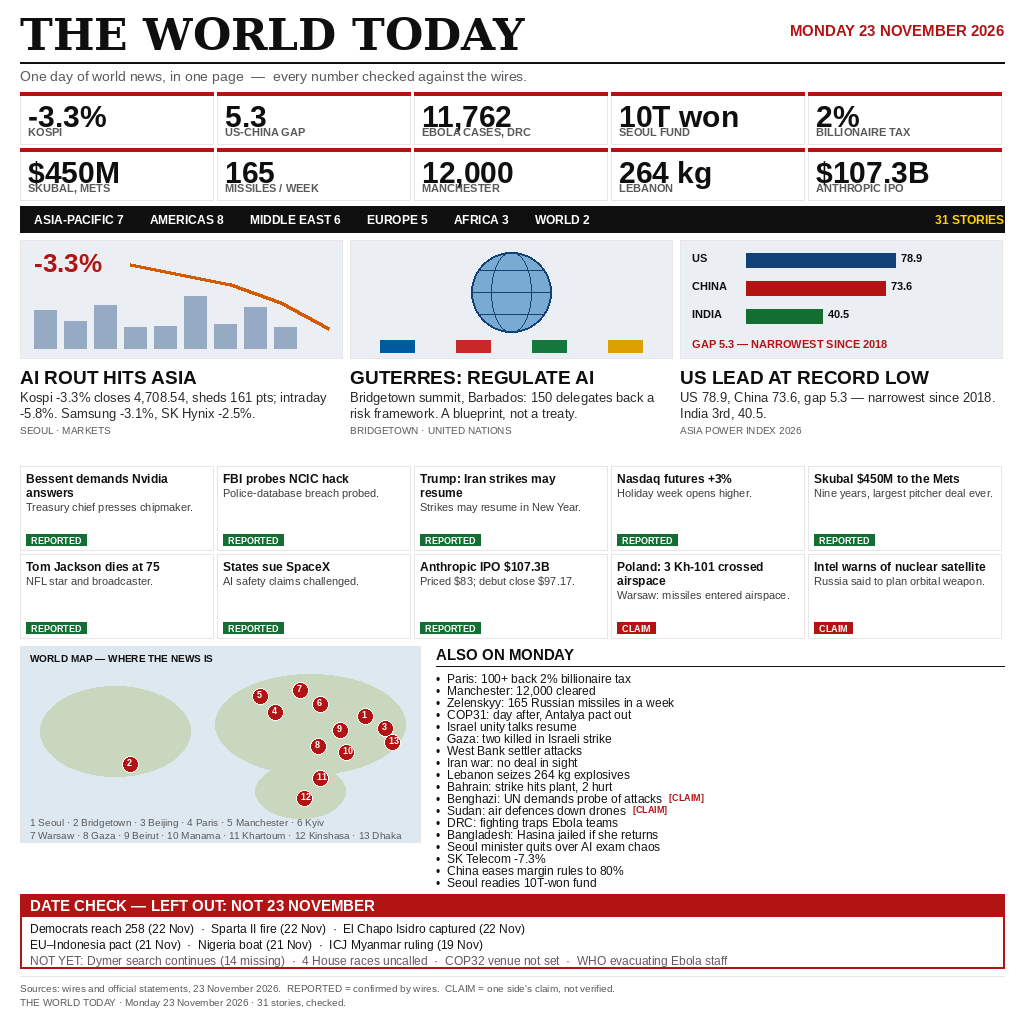 THE WORLD TODAY
MONDAY 23 NOVEMBER 2026
One day of world news, in one page — every number checked against the wires.
-3.3%
KOSPI
5.3
US-CHINA GAP
11,762
EBOLA CASES, DRC
10T won
SEOUL FUND
2%
BILLIONAIRE TAX
$450M
SKUBAL, METS
165
MISSILES / WEEK
12,000
MANCHESTER
264 kg
LEBANON
$107.3B
ANTHROPIC IPO
ASIA-PACIFIC 7 AMERICAS 8 MIDDLE EAST 6 EUROPE 5 AFRICA 3 WORLD 2 31 STORIES
-3.3%
US 78.9
CHINA 73.6
INDIA 40.5
GAP 5.3 — NARROWEST SINCE 2018
AI ROUT HITS ASIA
Kospi -3.3% closes 4,708.54, sheds 161 pts; intraday
-5.8%. Samsung -3.1%, SK Hynix -2.5%.
SEOUL · MARKETS
GUTERRES: REGULATE AI
Bridgetown summit, Barbados: 150 delegates back a
risk framework. A blueprint, not a treaty.
BRIDGETOWN · UNITED NATIONS
US LEAD AT RECORD LOW
US 78.9, China 73.6, gap 5.3 — narrowest since 2018.
India 3rd, 40.5.
ASIA POWER INDEX 2026
Bessent demands Nvidia
answers
Treasury chief presses chipmaker.
REPORTED
FBI probes NCIC hack
Police-database breach probed.
REPORTED
Trump: Iran strikes may
resume
Strikes may resume in New Year.
REPORTED
Nasdaq futures +3%
Holiday week opens higher.
REPORTED
Skubal $450M to the Mets
Nine years, largest pitcher deal ever.
REPORTED
Tom Jackson dies at 75
NFL star and broadcaster.
REPORTED
States sue SpaceX
AI safety claims challenged.
REPORTED
Anthropic IPO $107.3B
Priced $83; debut close $97.17.
REPORTED
Poland: 3 Kh-101 crossed
airspace
Warsaw: missiles entered airspace.
CLAIM
Intel warns of nuclear satellite
Russia said to plan orbital weapon.
CLAIM
WORLD MAP — WHERE THE NEWS IS
5
7
4
6
1
9
3
13
8
10
2
11
12
1 Seoul · 2 Bridgetown · 3 Beijing · 4 Paris · 5 Manchester · 6 Kyiv
7 Warsaw · 8 Gaza · 9 Beirut · 10 Manama · 11 Khartoum · 12 Kinshasa · 13 Dhaka
ALSO ON MONDAY
• Paris: 100+ back 2% billionaire tax
• Manchester: 12,000 cleared
• Zelenskyy: 165 Russian missiles in a week
• COP31: day after, Antalya pact out
• Israel unity talks resume
• Gaza: two killed in Israeli strike
• West Bank settler attacks
• Iran war: no deal in sight
• Lebanon seizes 264 kg explosives
• Bahrain: strike hits plant, 2 hurt
• Benghazi: UN demands probe of attacks [CLAIM]
• Sudan: air defences down drones [CLAIM]
• DRC: fighting traps Ebola teams
• Bangladesh: Hasina jailed if she returns
• Seoul minister quits over AI exam chaos
• SK Telecom -7.3%
• China eases margin rules to 80%
• Seoul readies 10T-won fund
DATE CHECK — LEFT OUT: NOT 23 NOVEMBER
Democrats reach 258 (22 Nov) · Sparta II fire (22 Nov) · El Chapo Isidro captured (22 Nov)
EU–Indonesia pact (21 Nov) · Nigeria boat (21 Nov) · ICJ Myanmar ruling (19 Nov)
NOT YET: Dymer search continues (14 missing) · 4 House races uncalled · COP32 venue not set · WHO evacuating Ebola staff
Sources: wires and official statements, 23 November 2026. REPORTED = confirmed by wires. CLAIM = one side's claim, not verified.
THE WORLD TODAY · Monday 23 November 2026 · 31 stories, checked.